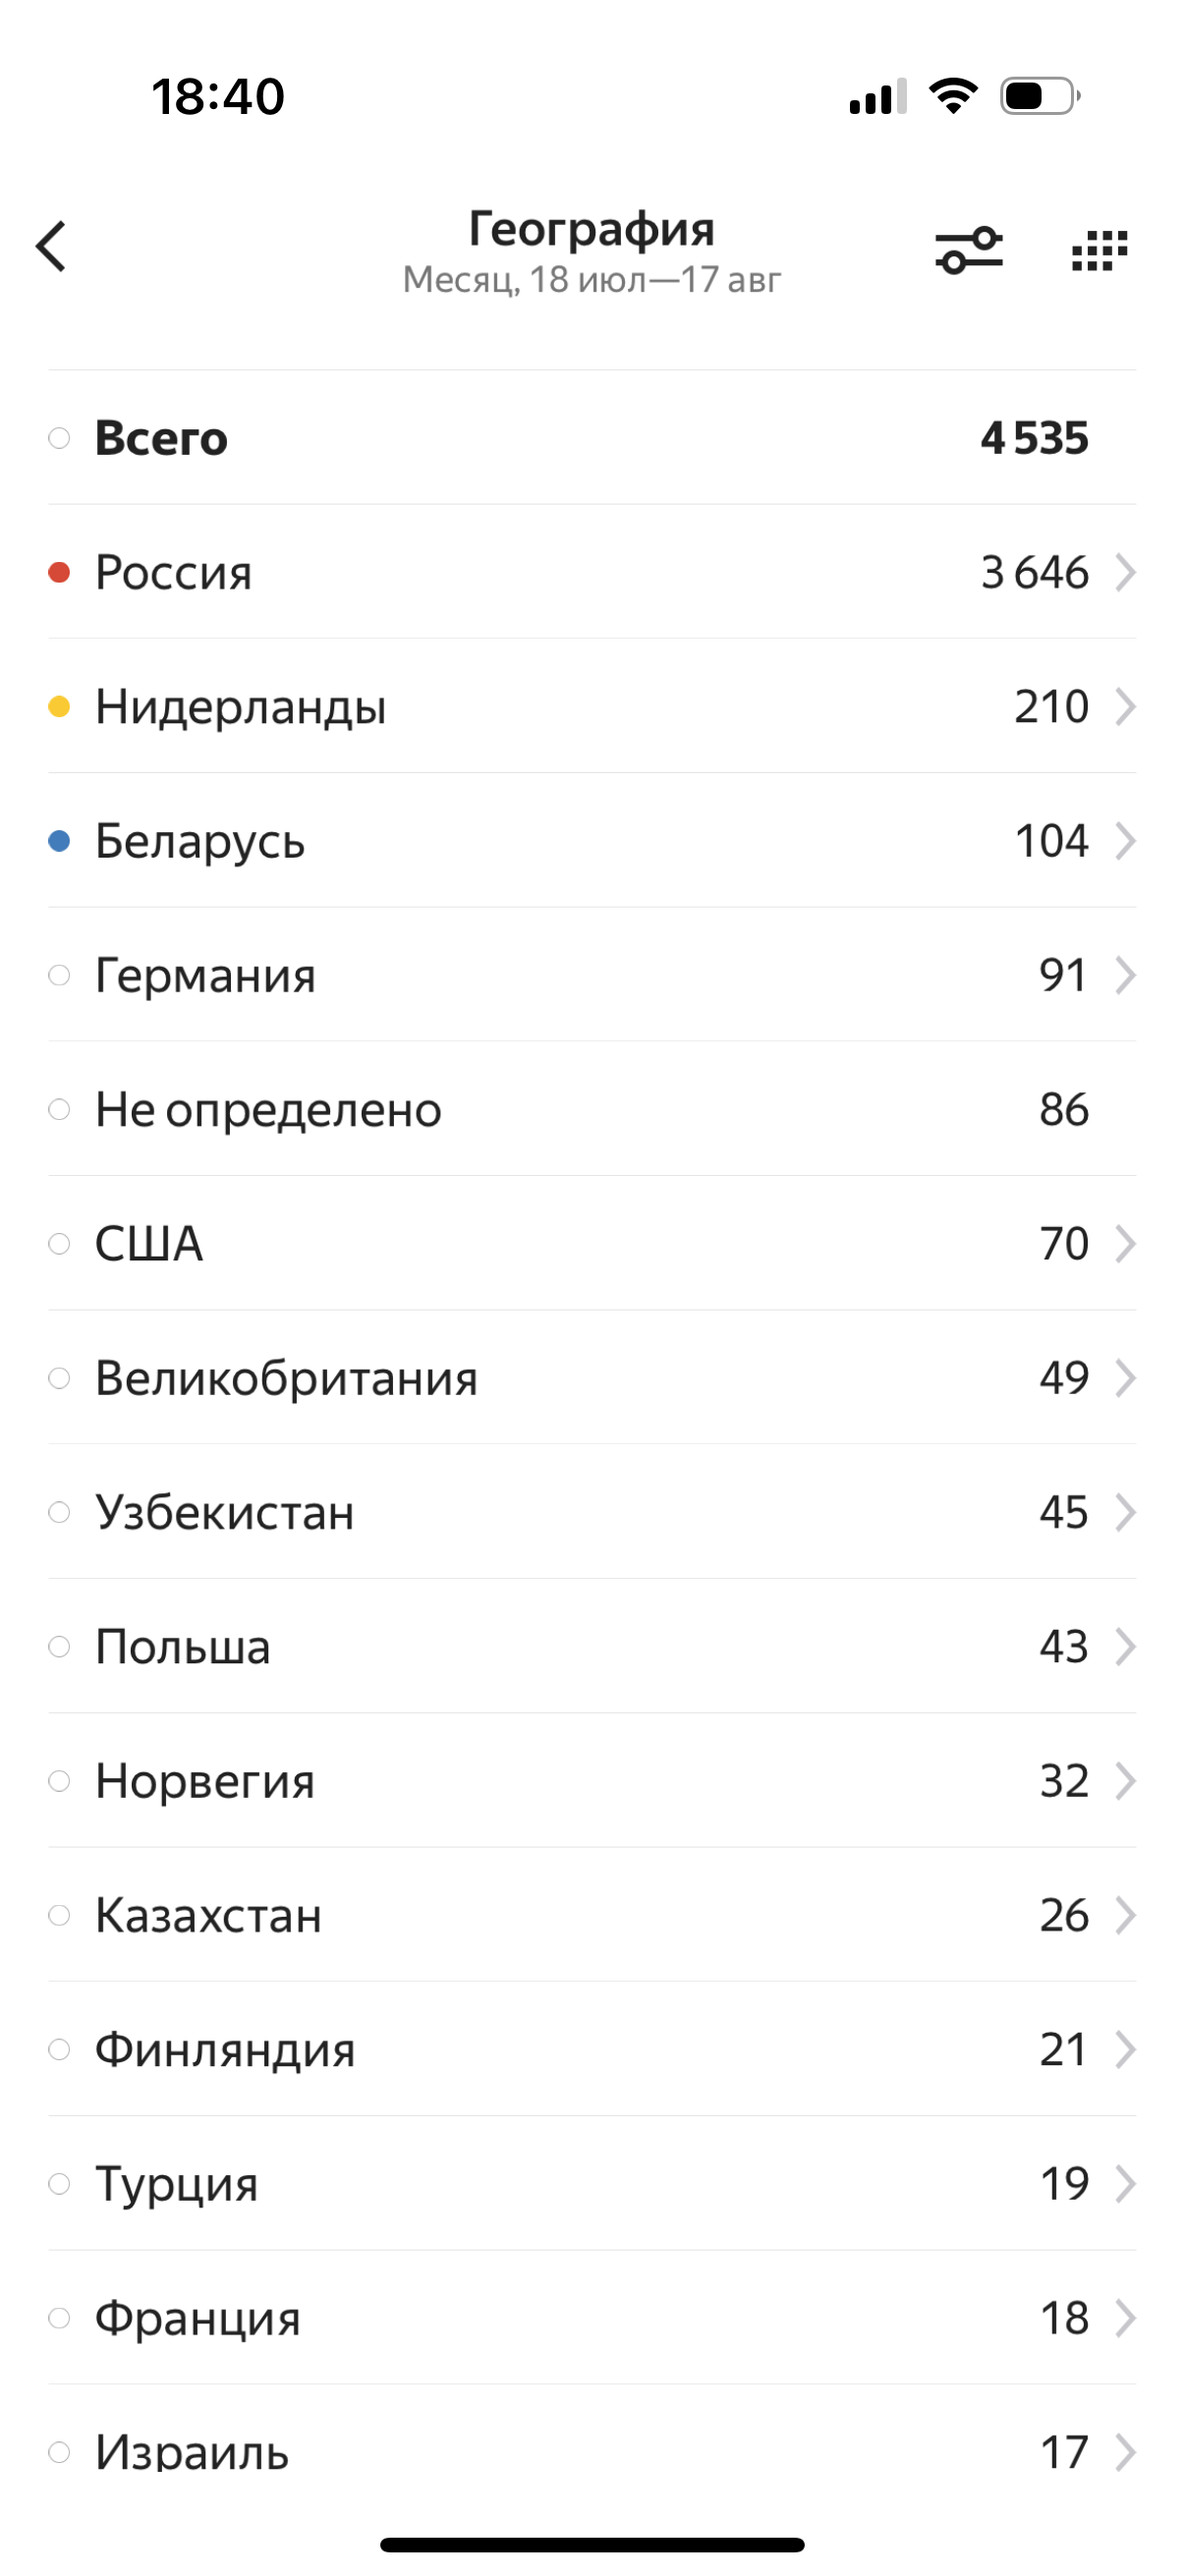 18:40
География
Месяц, 18 июл—17 авг
Всего 4 535
Россия 3 646
Нидерланды 210
Беларусь 104
Германия 91
Не определено 86
США 70
Великобритания 49
Узбекистан 45
Польша 43
Норвегия 32
Казахстан 26
Финляндия 21
Турция 19
Франция 18
Израиль 17